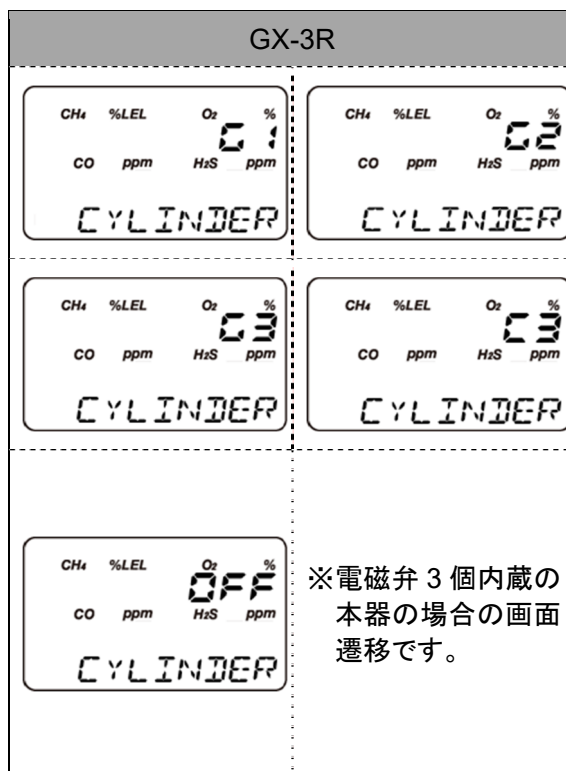 GX-3R
CH₄ %LEL O₂ %
G1
CO ppm H₂S ppm
CYLINDER
CH₄ %LEL O₂ %
G2
CO ppm H₂S ppm
CYLINDER
CH₄ %LEL O₂ %
G3
CO ppm H₂S ppm
CYLINDER
CH₄ %LEL O₂ %
C3
CO ppm H₂S ppm
CYLINDER
CH₄ %LEL O₂ %
OFF
CO ppm H₂S ppm
CYLINDER
※電磁弁 3 個内蔵の
本器の場合の画面
遷移です。